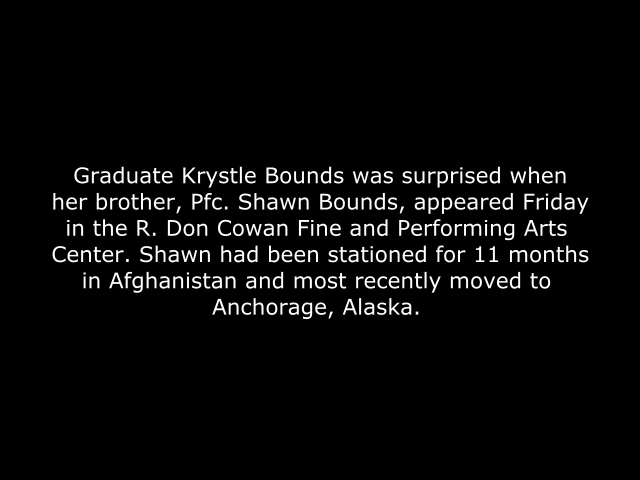 Graduate Krystle Bounds was surprised when
her brother, Pfc. Shawn Bounds, appeared Friday
in the R. Don Cowan Fine and Performing Arts
Center. Shawn had been stationed for 11 months
in Afghanistan and most recently moved to
Anchorage, Alaska.